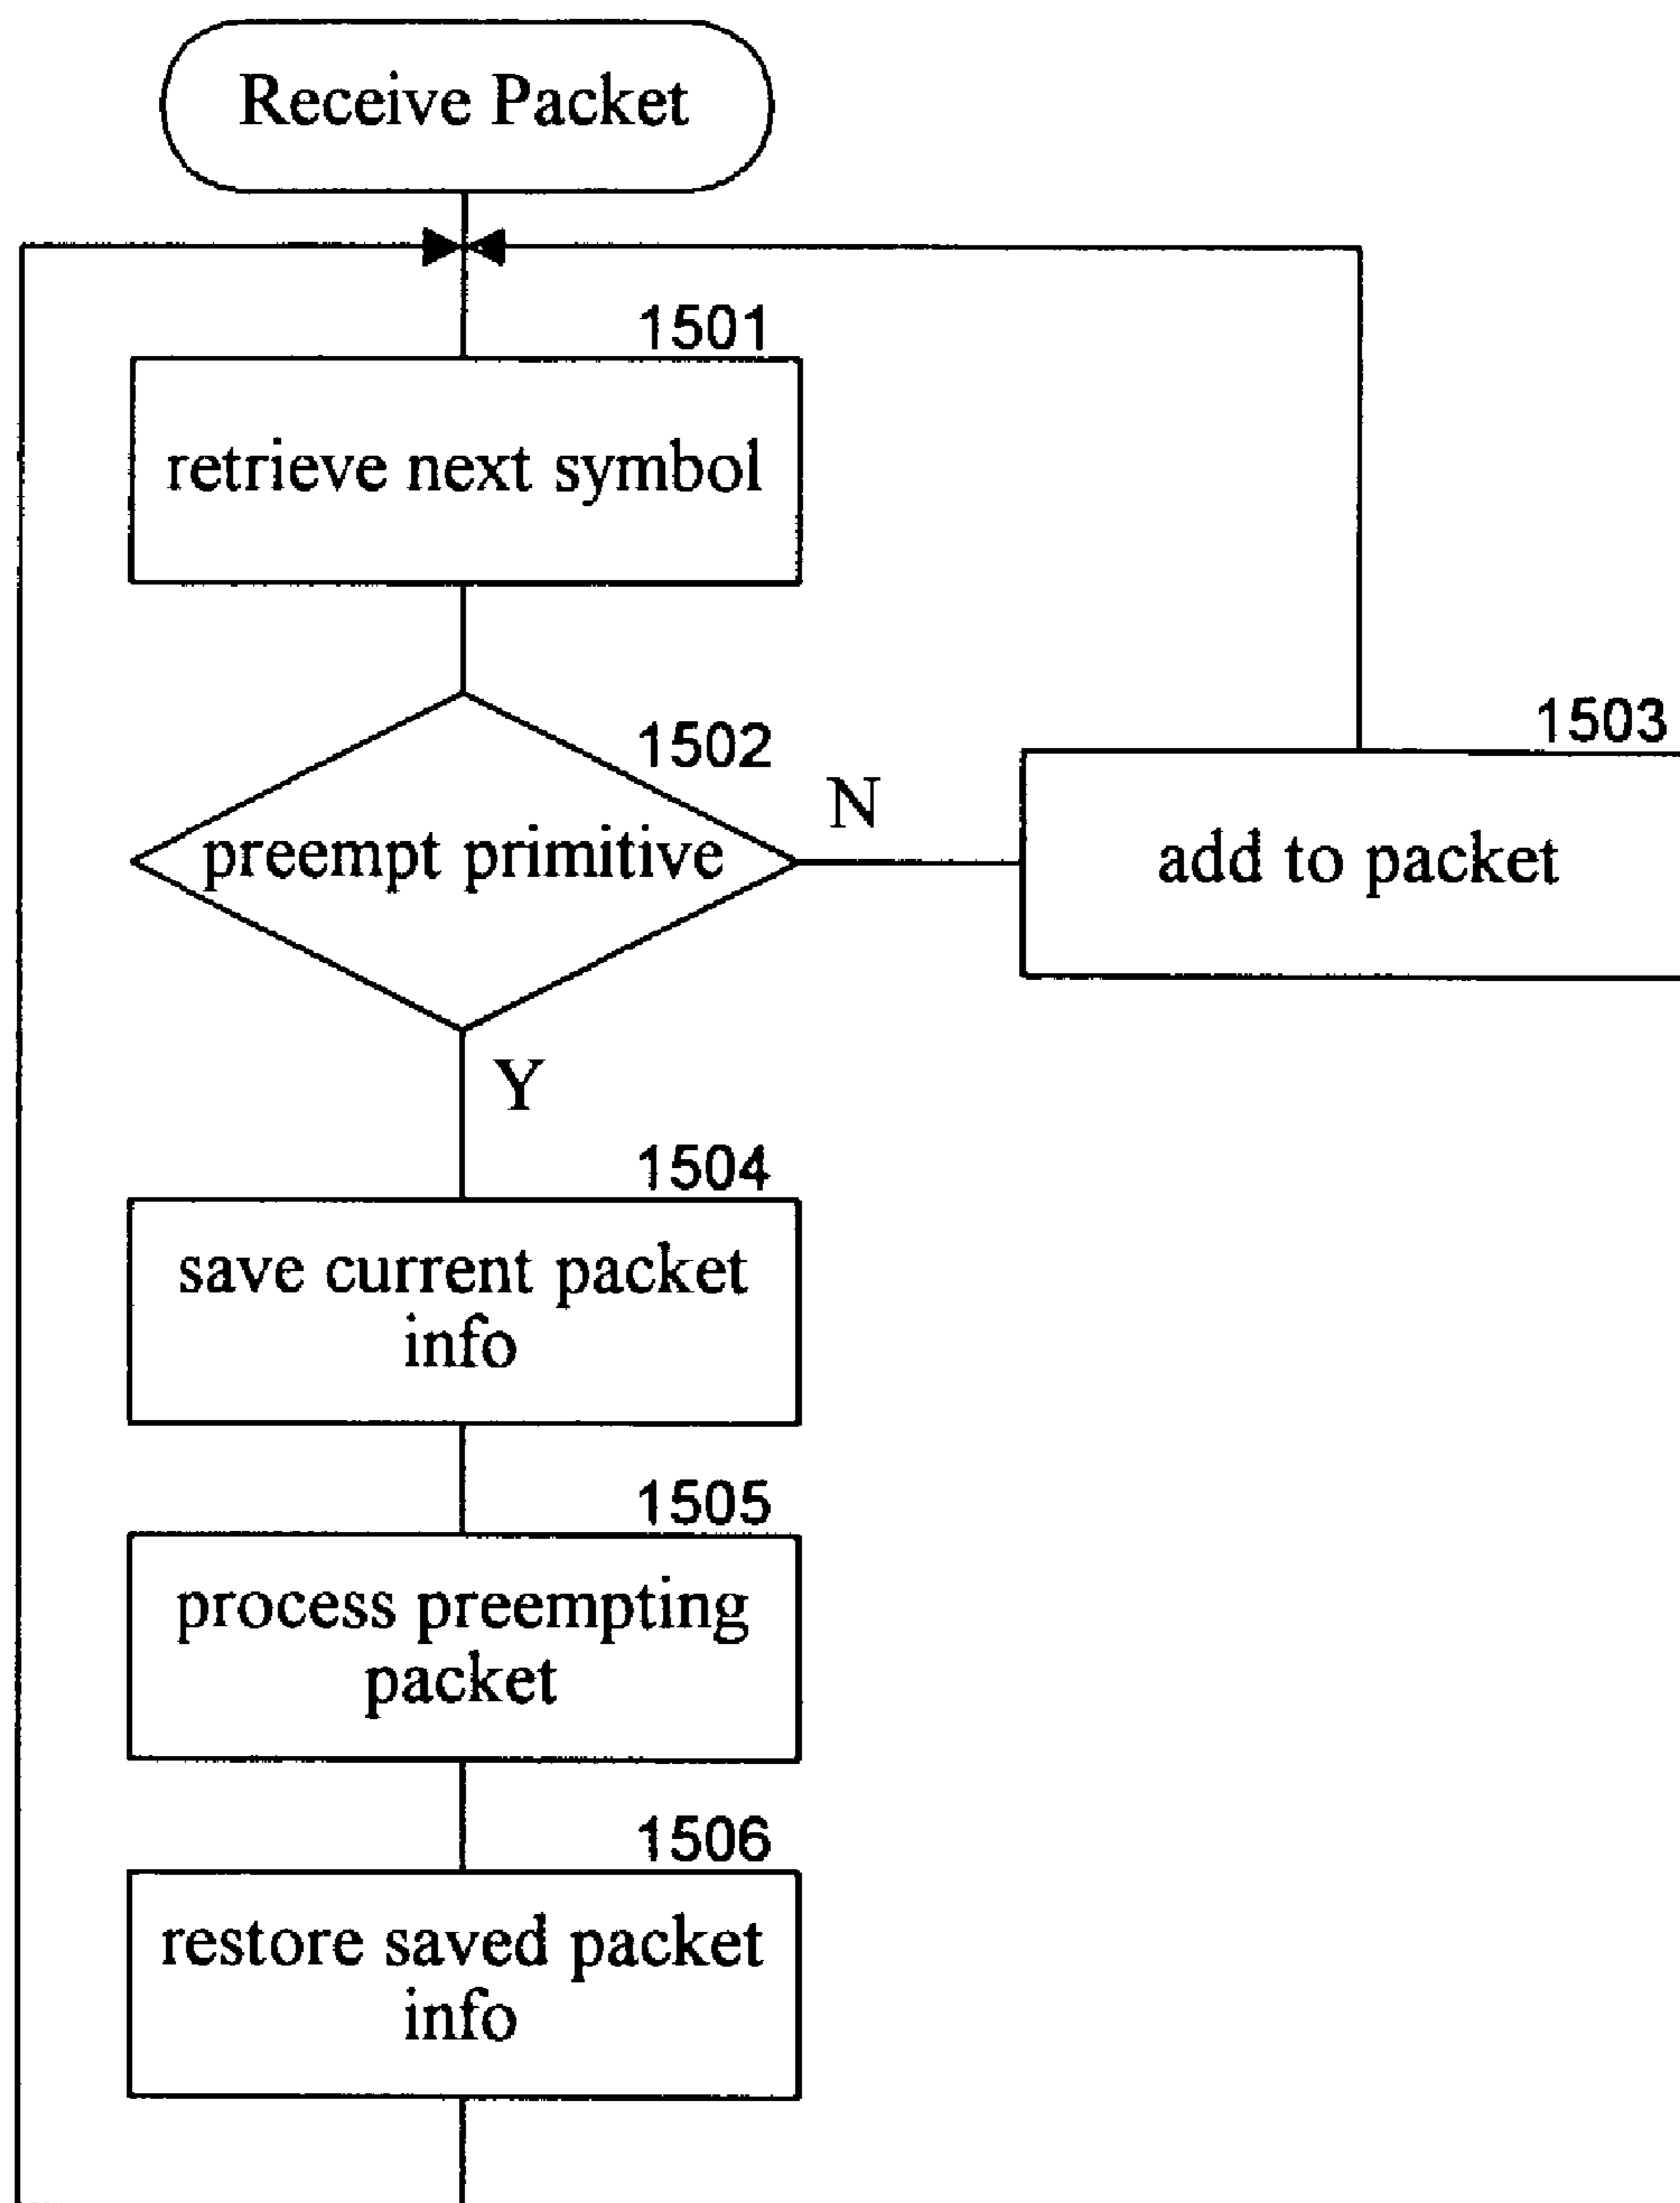 Receive Packet
1501
retrieve next symbol
1502
preempt primitive
N
1503
add to packet
Y
1504
save current packet
info
1505
process preempting
packet
1506
restore saved packet
info